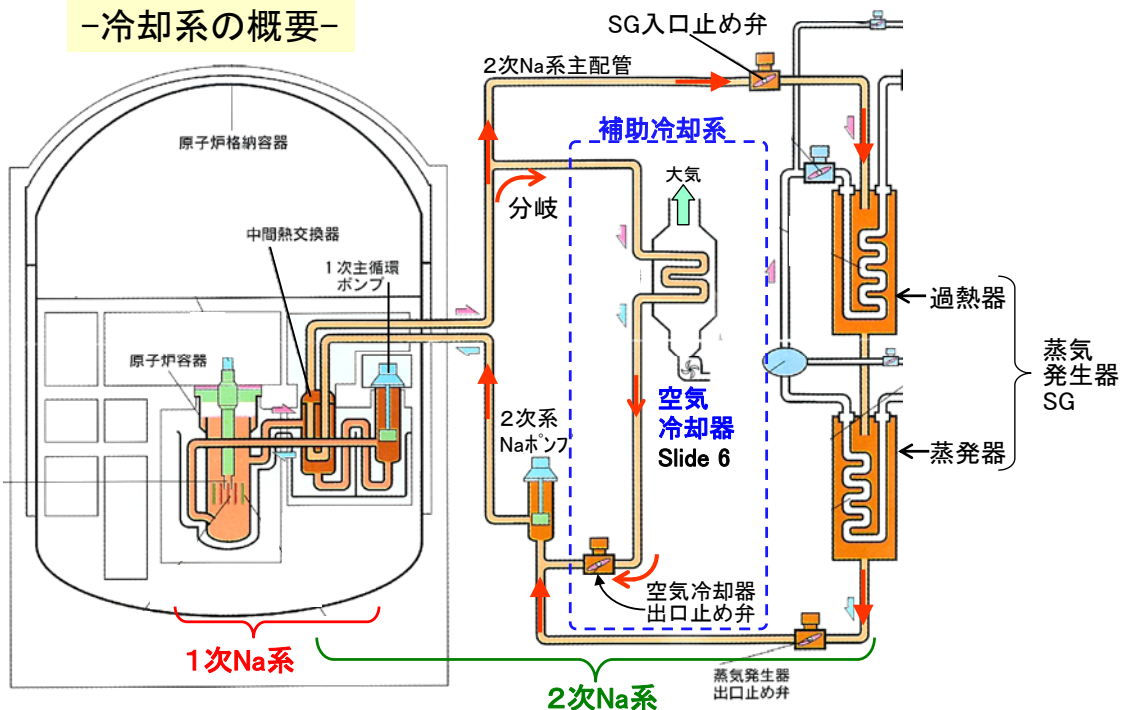 -冷却系の概要-
SG入口止め弁
2次Na系主配管
原子炉格納容器
補助冷却系
大気
分岐
中間熱交換器
1次主循環
ポンプ
過熱器
原子炉容器
蒸気
発生器
SG
空気
冷却器
Slide 6
2次系
Naポンプ
蒸発器
空気冷却器
出口止め弁
1次Na系
蒸気発生器
出口止め弁
2次Na系